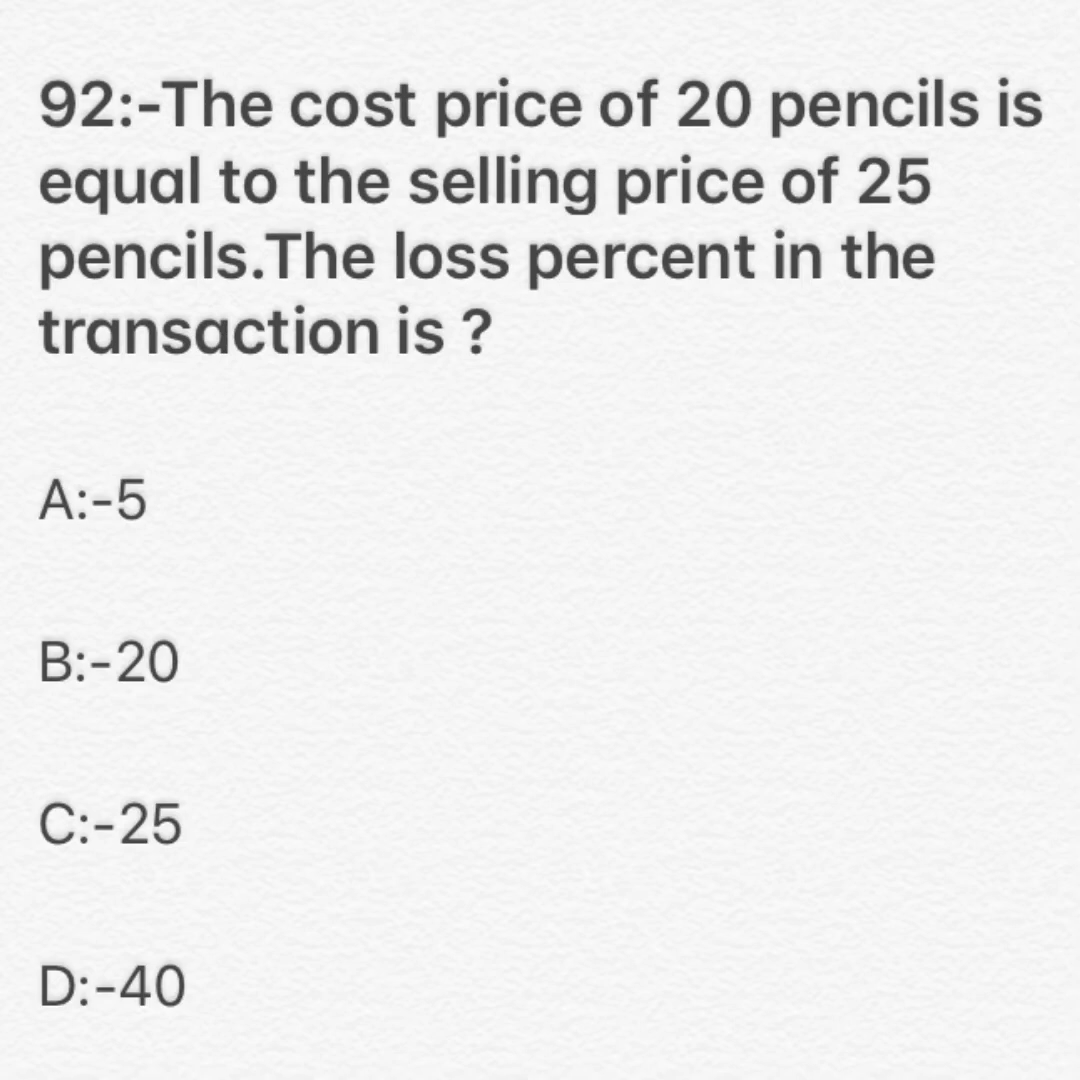 92:-The cost price of 20 pencils is
equal to the selling price of 25
pencils.The loss percent in the
transaction is ?
A:-5
B:-20
C:-25
D:-40